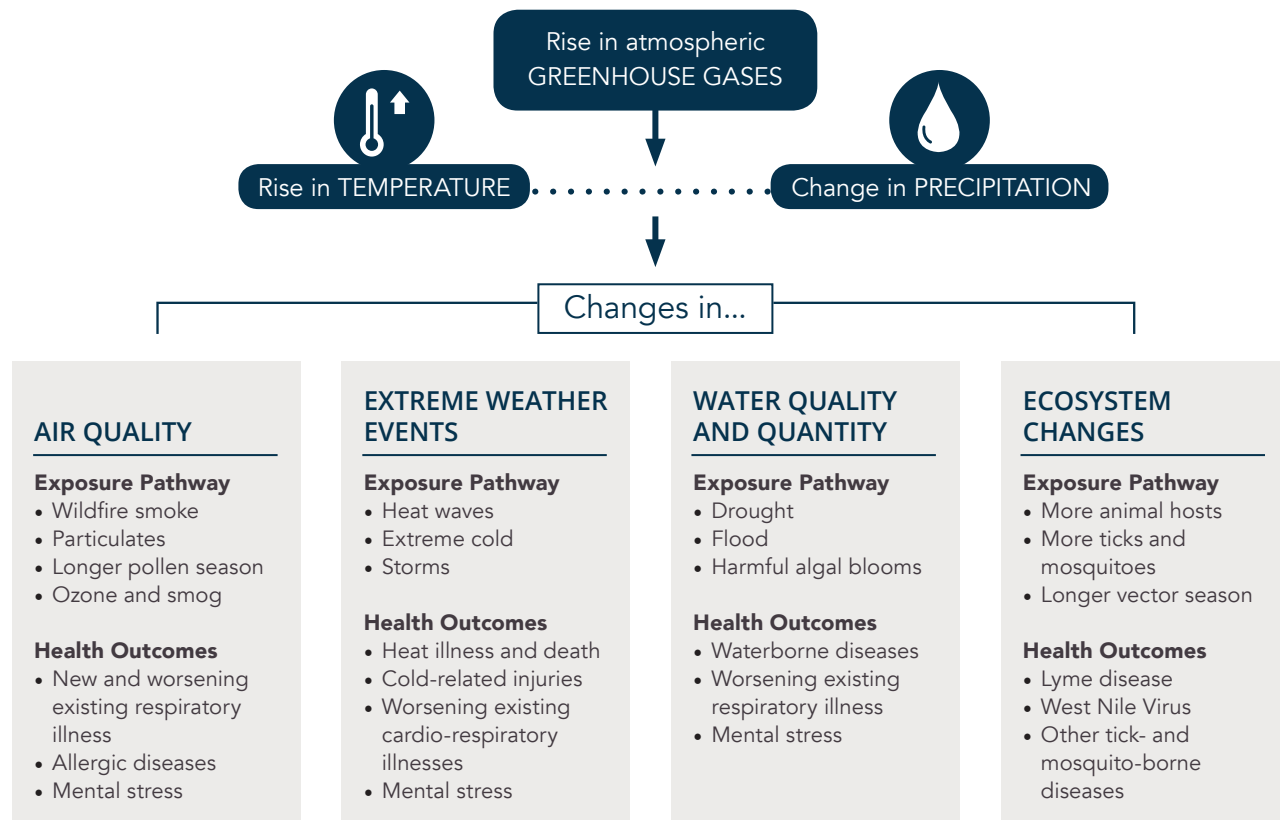 Rise in atmospheric
GREENHOUSE GASES
Rise in TEMPERATURE
Change in PRECIPITATION
Changes in...
AIR QUALITY
Exposure Pathway
• Wildfire smoke
• Particulates
• Longer pollen season
• Ozone and smog
Health Outcomes
• New and worsening
existing respiratory
illness
• Allergic diseases
• Mental stress
EXTREME WEATHER
EVENTS
Exposure Pathway
• Heat waves
• Extreme cold
• Storms
Health Outcomes
• Heat illness and death
• Cold-related injuries
• Worsening existing
cardio-respiratory
illnesses
• Mental stress
WATER QUALITY
AND QUANTITY
Exposure Pathway
• Drought
• Flood
• Harmful algal blooms
Health Outcomes
• Waterborne diseases
• Worsening existing
respiratory illness
• Mental stress
ECOSYSTEM
CHANGES
Exposure Pathway
• More animal hosts
• More ticks and
mosquitoes
• Longer vector season
Health Outcomes
• Lyme disease
• West Nile Virus
• Other tick- and
mosquito-borne
diseases